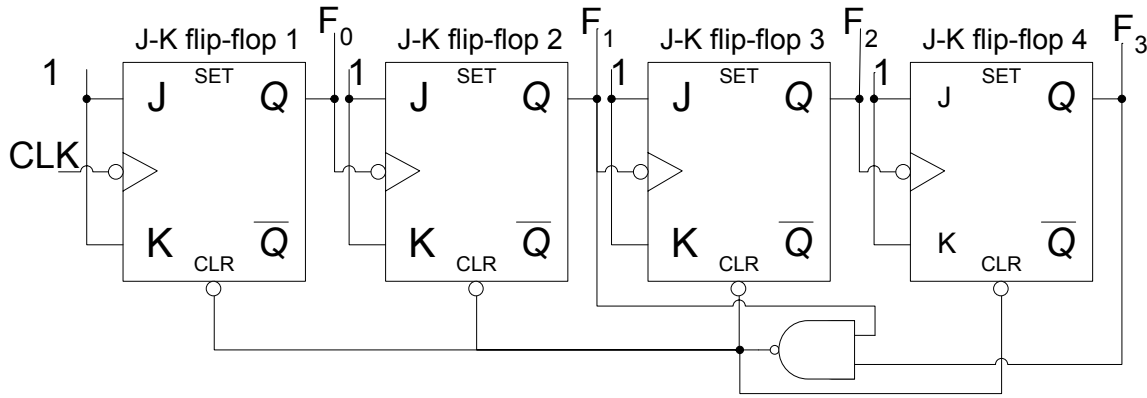 J-K flip-flop 1 F0 J-K flip-flop 2 F1 J-K flip-flop 3 F2 J-K flip-flop 4 F3
1 SET 1 SET 1 SET 1 SET
J Q J Q J Q J Q
CLK
K Q K Q K Q K Q
CLR CLR CLR CLR